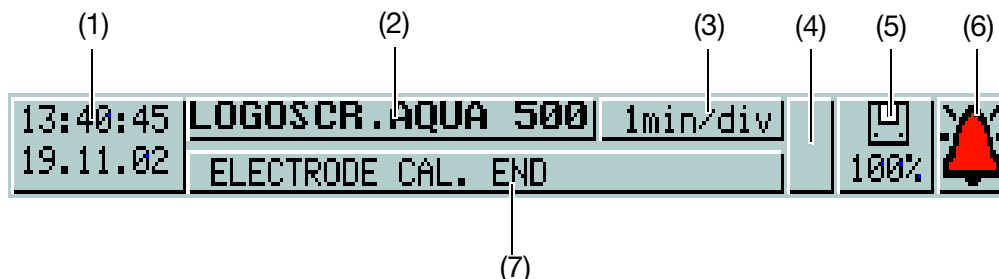 (1) (2) (3) (4) (5) (6)
13:40:45 LOGOSCR.AQUA 500 1min/div
19.11.02 ELECTRODE CAL. END 100%
(7)